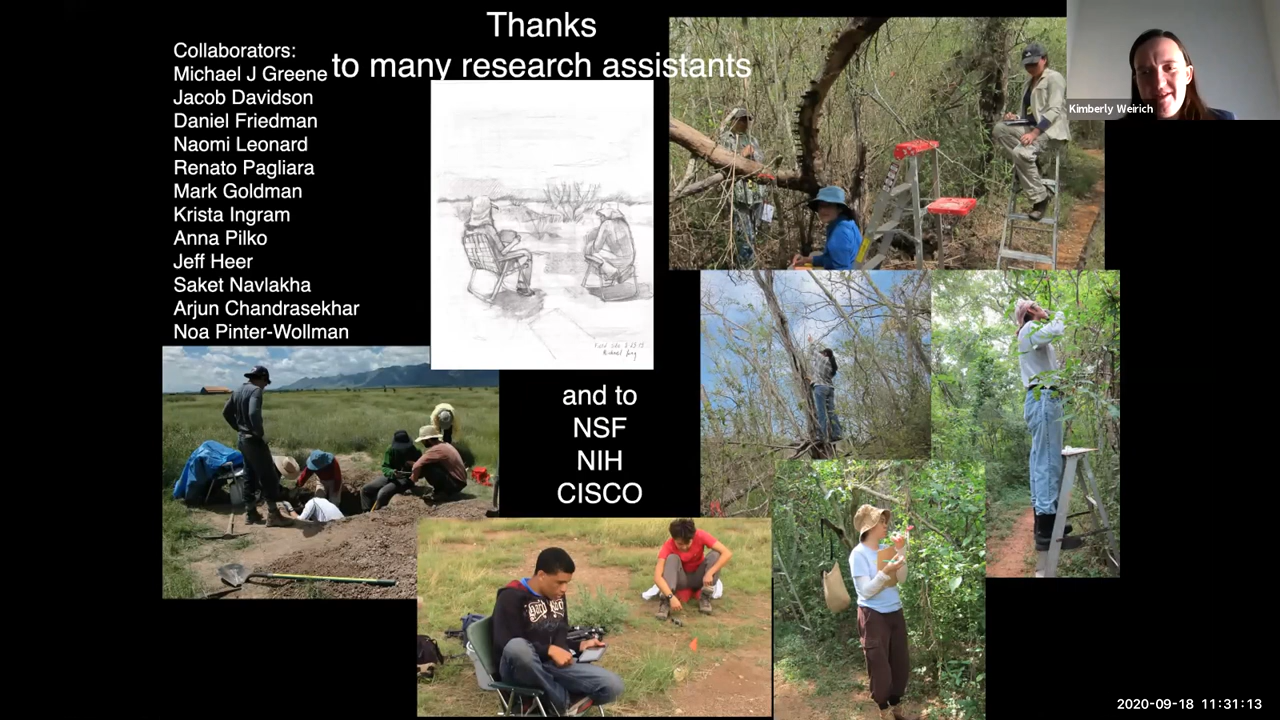 Thanks
to many research assistants
Collaborators:
Michael J Greene
Jacob Davidson
Daniel Friedman
Naomi Leonard
Renato Pagliara
Mark Goldman
Krista Ingram
Anna Pilko
Jeff Heer
Saket Navlakha
Arjun Chandrasekhar
Noa Pinter-Wollman
and to
NSF
NIH
CISCO
Kimberly Weirich
2020-09-18 11:31:13